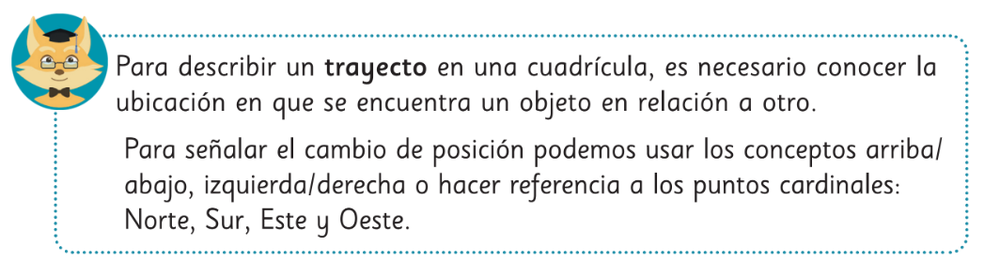 Para describir un trayecto en una cuadrícula, es necesario conocer la
ubicación en que se encuentra un objeto en relación a otro.
Para señalar el cambio de posición podemos usar los conceptos arriba/
abajo, izquierda/derecha o hacer referencia a los puntos cardinales:
Norte, Sur, Este y Oeste.